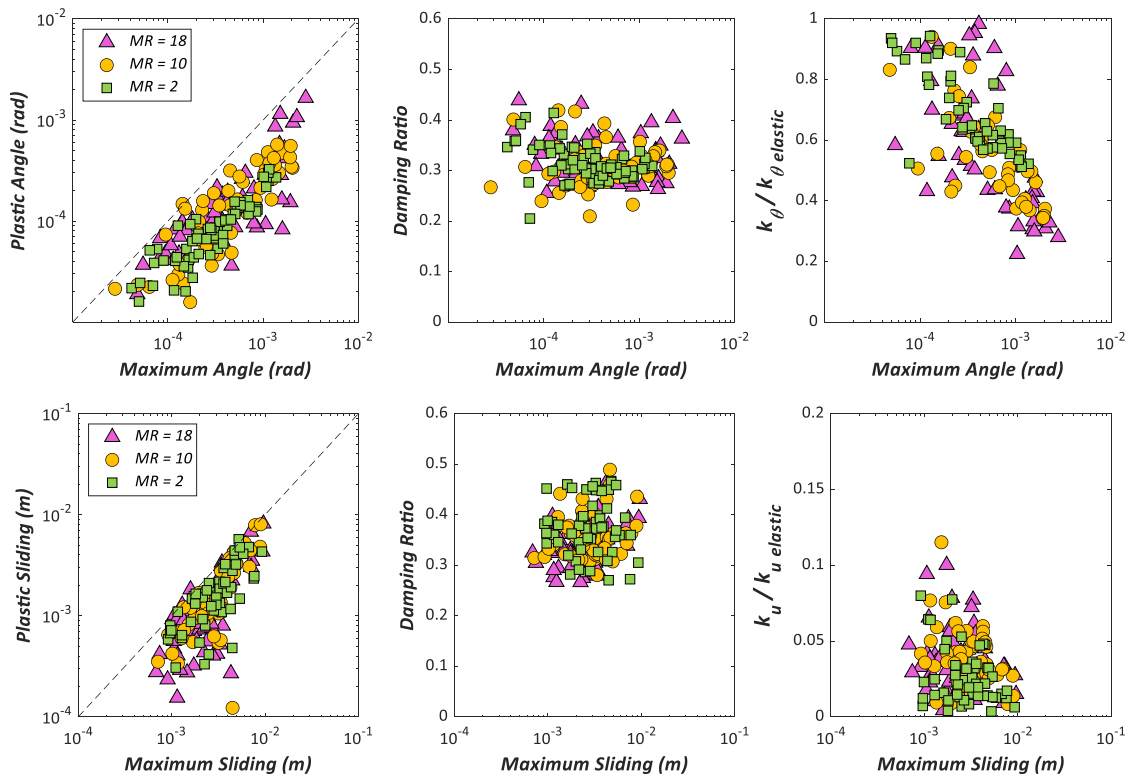 10^-2
10^-3
10^-4
Plastic Angle (rad)
MR = 18
MR = 10
MR = 2
10^-4
10^-3
10^-2
Maximum Angle (rad)
0.6
0.5
0.4
0.3
0.2
0.1
0
Damping Ratio
10^-4
10^-3
10^-2
Maximum Angle (rad)
1
0.8
0.6
0.4
0.2
0
k_θ / k_θ elastic
10^-4
10^-3
10^-2
Maximum Angle (rad)
10^-1
10^-2
10^-3
10^-4
Plastic Sliding (m)
MR = 18
MR = 10
MR = 2
10^-4
10^-3
10^-2
10^-1
Maximum Sliding (m)
0.6
0.5
0.4
0.3
0.2
0.1
0
Damping Ratio
10^-4
10^-3
10^-2
10^-1
Maximum Sliding (m)
0.2
0.15
0.1
0.05
0
k_u / k_u elastic
10^-4
10^-3
10^-2
10^-1
Maximum Sliding (m)